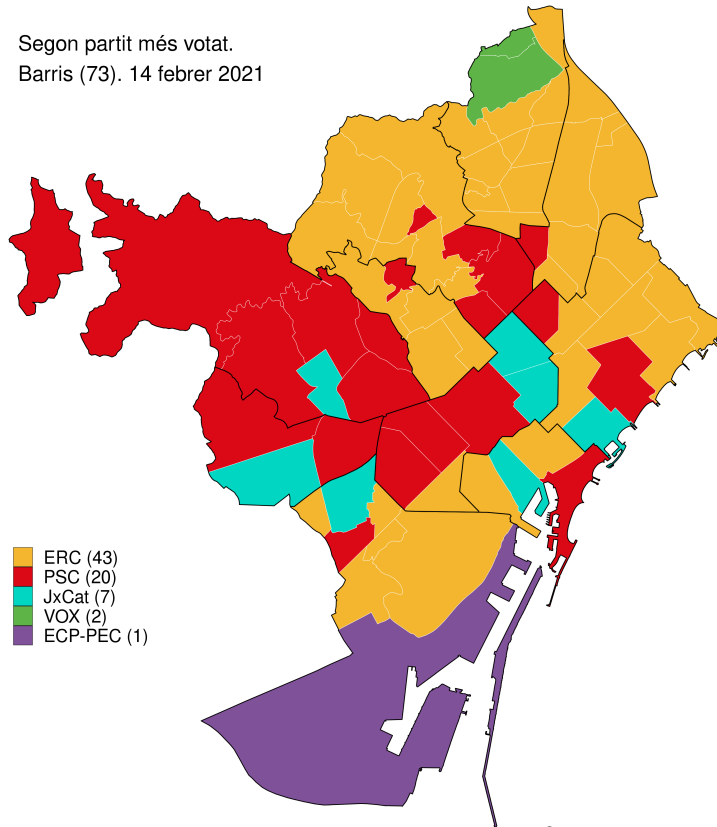 Segon partit més votat.
Barris (73). 14 febrer 2021
ERC (43)
PSC (20)
JxCat (7)
VOX (2)
ECP-PEC (1)